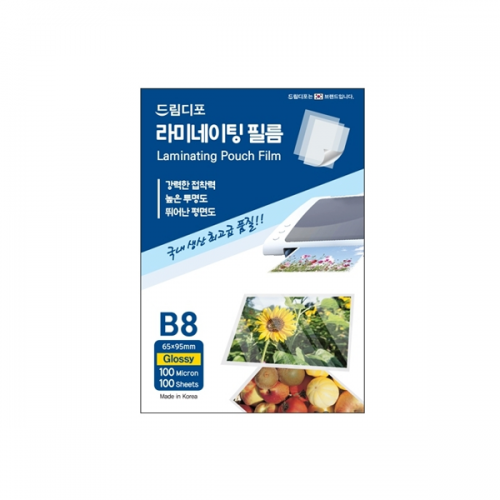 드림디포는 🇰🇷 브랜드입니다.
드림디포
라미네이팅 필름
Laminating Pouch Film
강력한 접착력
높은 투명도
뛰어난 평면도
국내 생산 최고급 품질!!
B8
65×95mm
Glossy
100 Micron
100 Sheets
Made in Korea